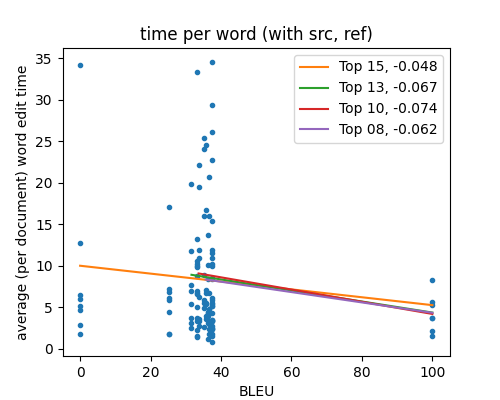 time per word (with src, ref)
average (per document) word edit time
35
30
25
20
15
10
5
0
Top 15, -0.048
Top 13, -0.067
Top 10, -0.074
Top 08, -0.062
0 20 40 60 80 100
BLEU